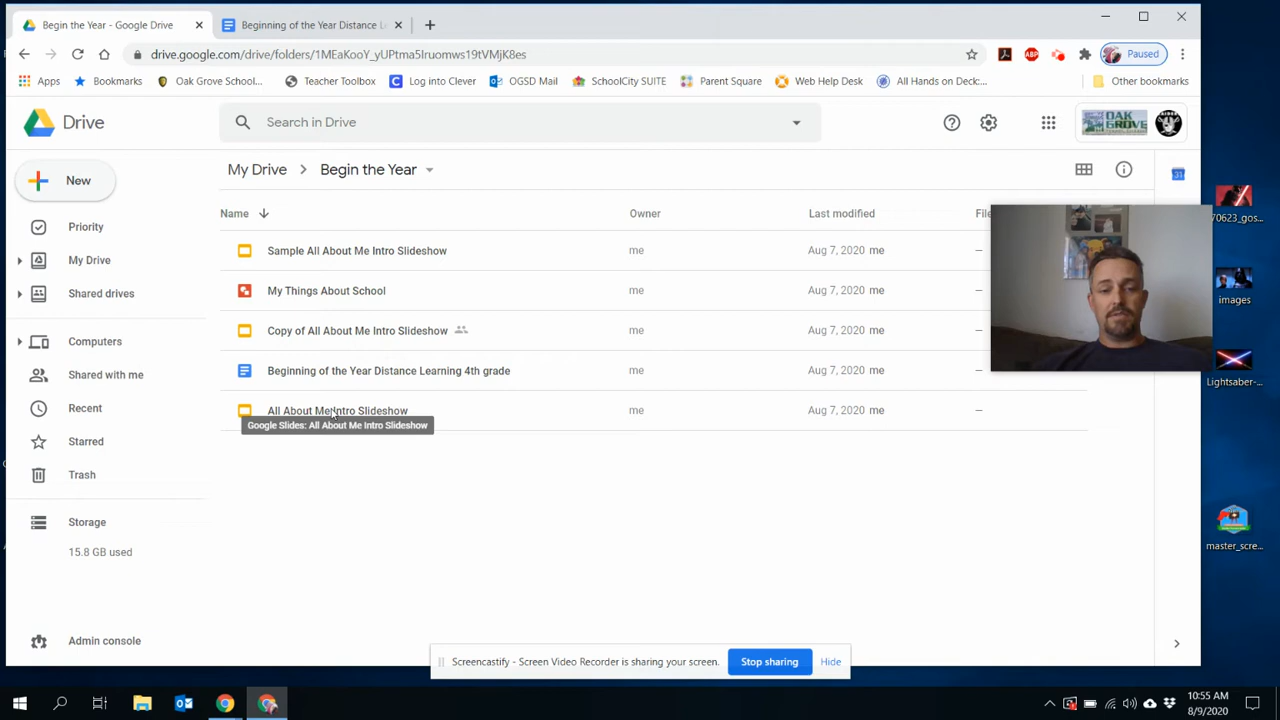 Begin the Year - Google Drive
Beginning of the Year Distance L
drive.google.com/drive/folders/1MEaKooY_yUPtma5Iruonwes19tVMjK8es
Paused
Apps Bookmarks Oak Grove School... Teacher Toolbox Log into Clever OGSD Mail SchoolCity SUITE Parent Square Web Help Desk All Hands on Deck:... Other bookmarks
Drive
Search in Drive
OAK GROVE
RAIDERS
New
My Drive Begin the Year
31
Name Owner Last modified File
Priority
My Drive
Shared drives
Computers
Shared with me
Recent
Starred
Trash
Storage
15.8 GB used
Admin console
Sample All About Me Intro Slideshow me Aug 7, 2020 me –
My Things About School me Aug 7, 2020 me –
Copy of All About Me Intro Slideshow me Aug 7, 2020 me –
Beginning of the Year Distance Learning 4th grade me Aug 7, 2020 me –
All About Me Intro Slideshow me Aug 7, 2020 me –
Google Slides: All About Me Intro Slideshow
70623_gos...
images
Lightsaber-...
master_scre...
Screencastify - Screen Video Recorder is sharing your screen. Stop sharing Hide
10:55 AM
8/9/2020